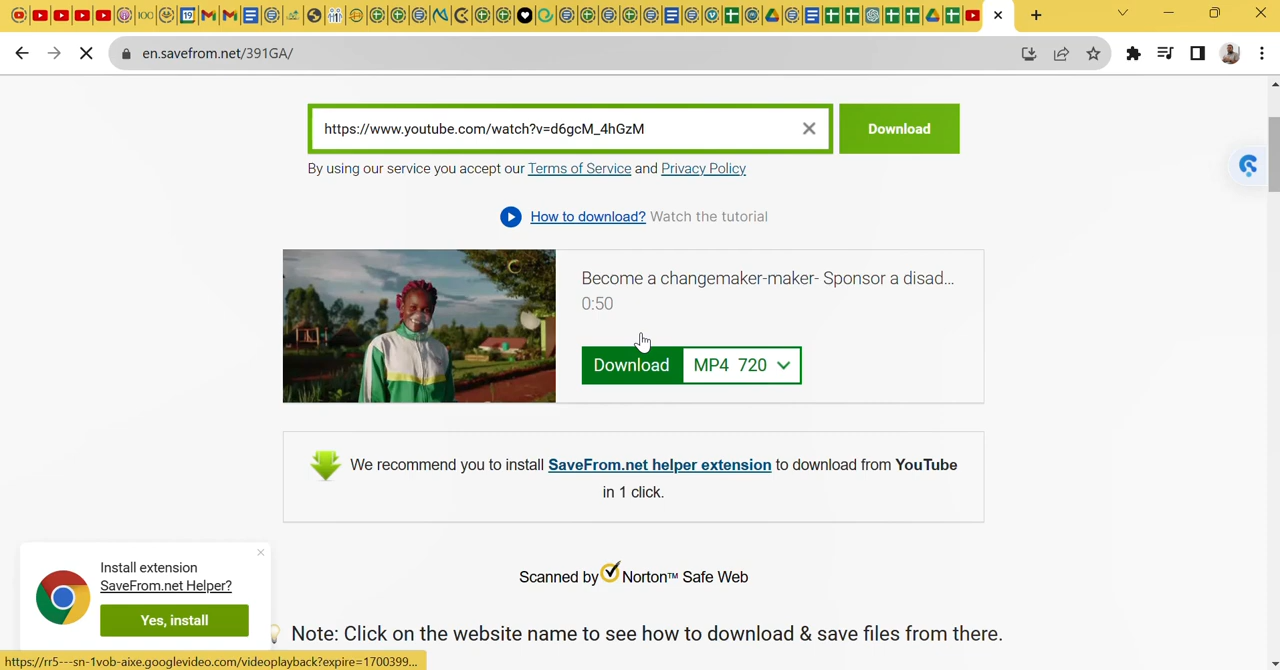 100
19
en.savefrom.net/391GA/
https://www.youtube.com/watch?v=d6gcM_4hGzM
Download
By using our service you accept our Terms of Service and Privacy Policy
How to download? Watch the tutorial
Become a changemaker-maker- Sponsor a disad...
0:50
Download MP4 720
We recommend you to install SaveFrom.net helper extension to download from YouTube
in 1 click.
Install extension
SaveFrom.net Helper?
Yes, install
Scanned by Norton™ Safe Web
Note: Click on the website name to see how to download & save files from there.
https://rr5---sn-1vob-aixe.googlevideo.com/videoplayback?expire=1700399...